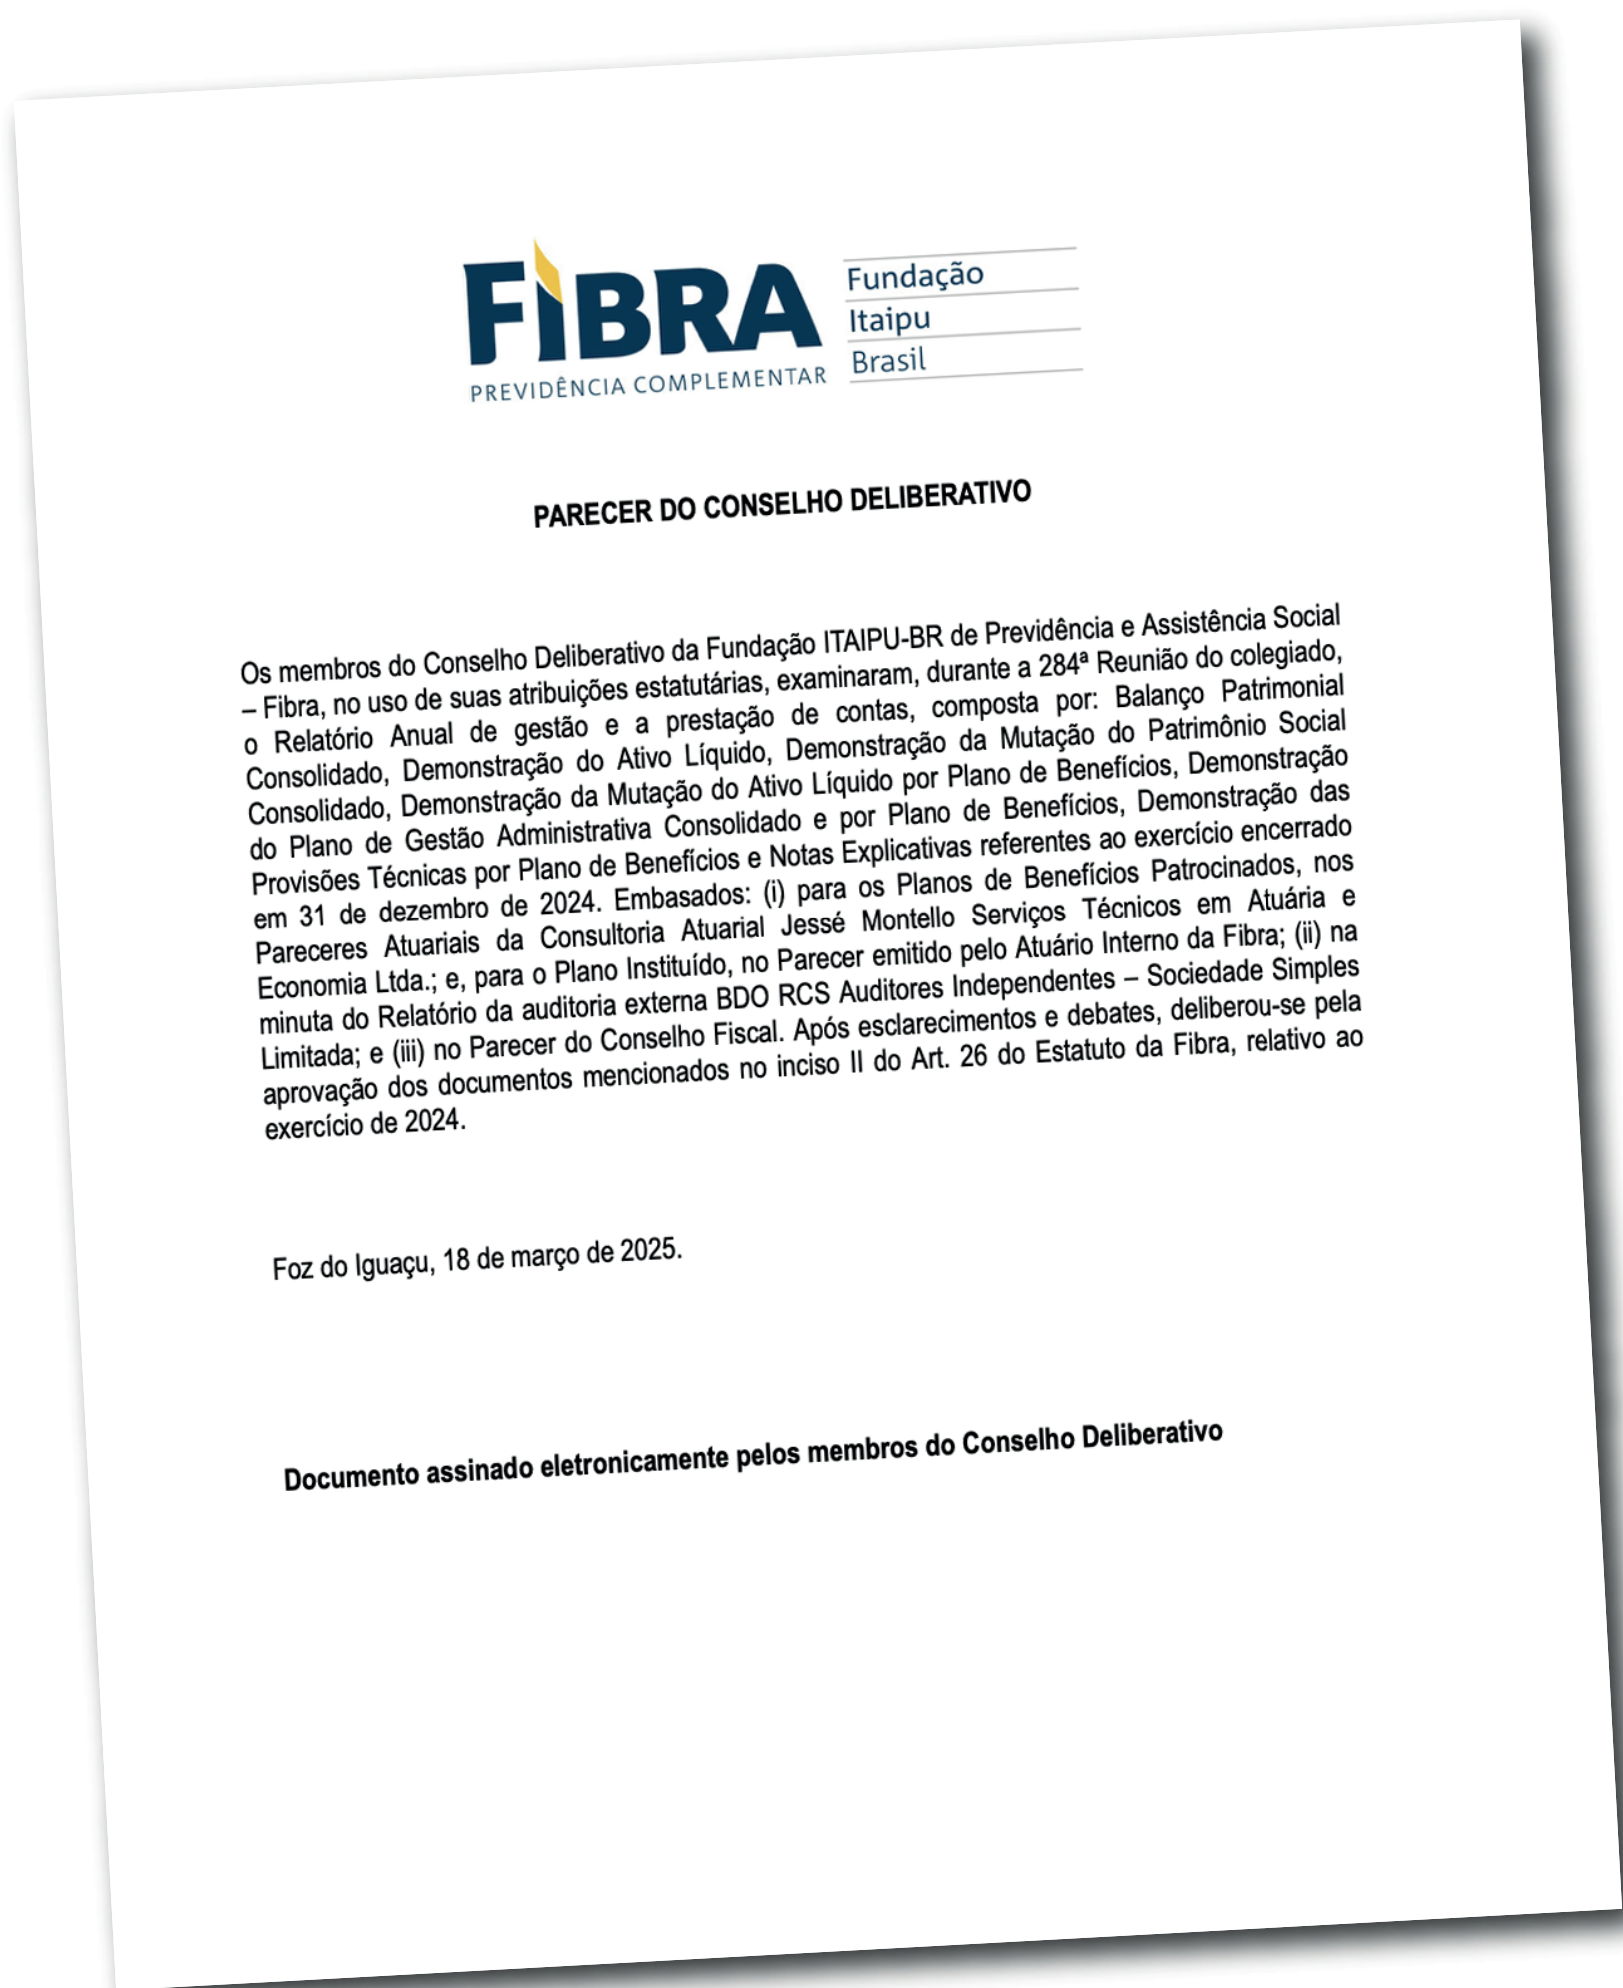 FIBRA
PREVIDÊNCIA COMPLEMENTAR
Fundação
Itaipu
Brasil
PARECER DO CONSELHO DELIBERATIVO
Os membros do Conselho Deliberativo da Fundação ITAIPU-BR de Previdência e Assistência Social
– Fibra, no uso de suas atribuições estatutárias, examinaram, durante a 284ª Reunião do colegiado,
o Relatório Anual de gestão e a prestação de contas, composta por: Balanço Patrimonial
Consolidado, Demonstração do Ativo Líquido, Demonstração da Mutação do Patrimônio Social
Consolidado, Demonstração da Mutação do Ativo Líquido por Plano de Benefícios, Demonstração
do Plano de Gestão Administrativa Consolidado e por Plano de Benefícios, Demonstração das
Provisões Técnicas por Plano de Benefícios e Notas Explicativas referentes ao exercício encerrado
em 31 de dezembro de 2024. Embasados: (i) para os Planos de Benefícios Patrocinados, nos
Pareceres Atuariais da Consultoria Atuarial Jessé Montello Serviços Técnicos em Atuária e
Economia Ltda.; e, para o Plano Instituído, no Parecer emitido pelo Atuário Interno da Fibra; (ii) na
minuta do Relatório da auditoria externa BDO RCS Auditores Independentes – Sociedade Simples
Limitada; e (iii) no Parecer do Conselho Fiscal. Após esclarecimentos e debates, deliberou-se pela
aprovação dos documentos mencionados no inciso II do Art. 26 do Estatuto da Fibra, relativo ao
exercício de 2024.
Foz do Iguaçu, 18 de março de 2025.
Documento assinado eletronicamente pelos membros do Conselho Deliberativo